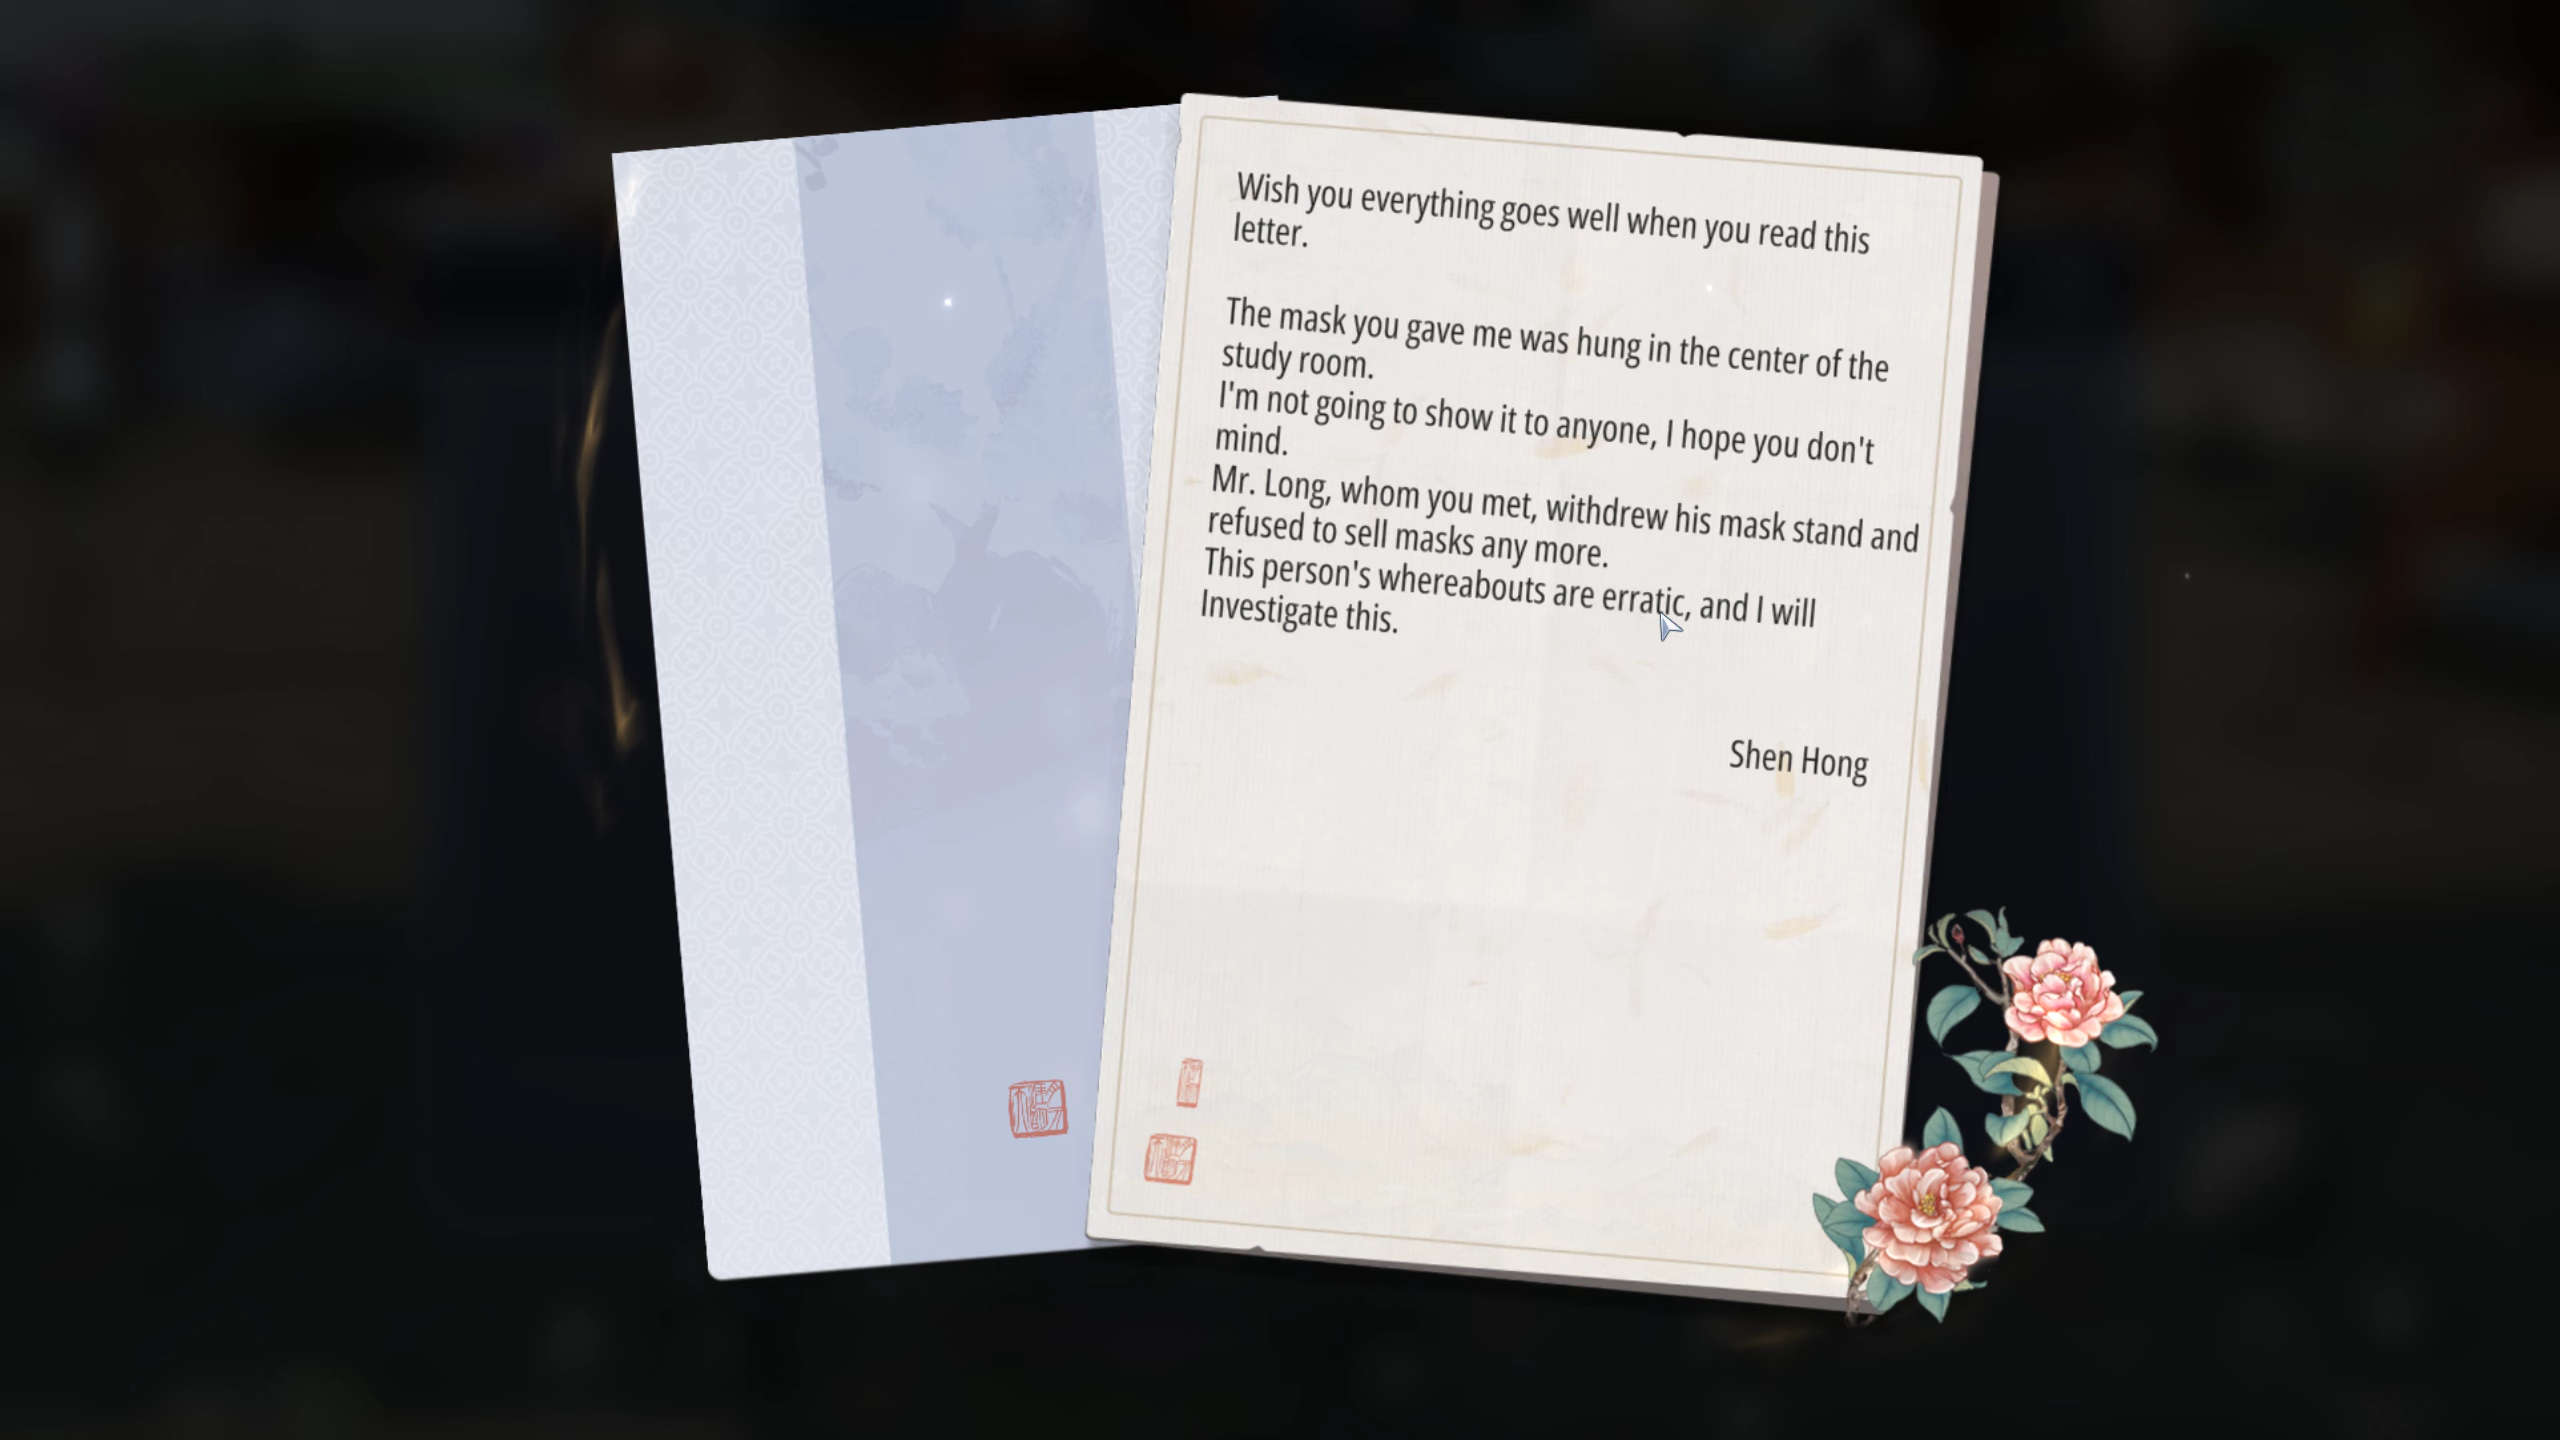 Wish you everything goes well when you read this
letter.
The mask you gave me was hung in the center of the
study room.
I'm not going to show it to anyone, I hope you don't
mind.
Mr. Long, whom you met, withdrew his mask stand and
refused to sell masks any more.
This person's whereabouts are erratic, and I will
Investigate this.
Shen Hong